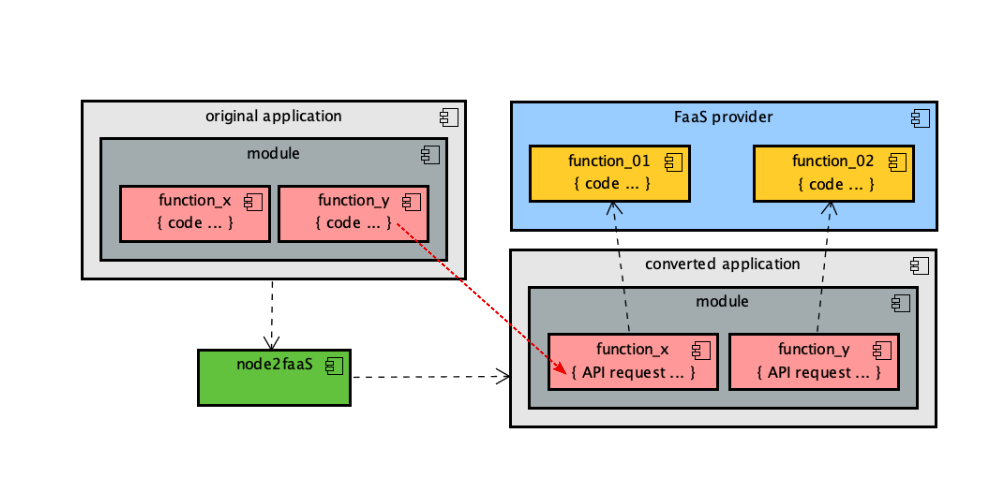 original application
module
function_x
{ code ... }
function_y
{ code ... }
FaaS provider
function_01
{ code ... }
function_02
{ code ... }
node2faaS
converted application
module
function_x
{ API request ... }
function_y
{ API request ... }